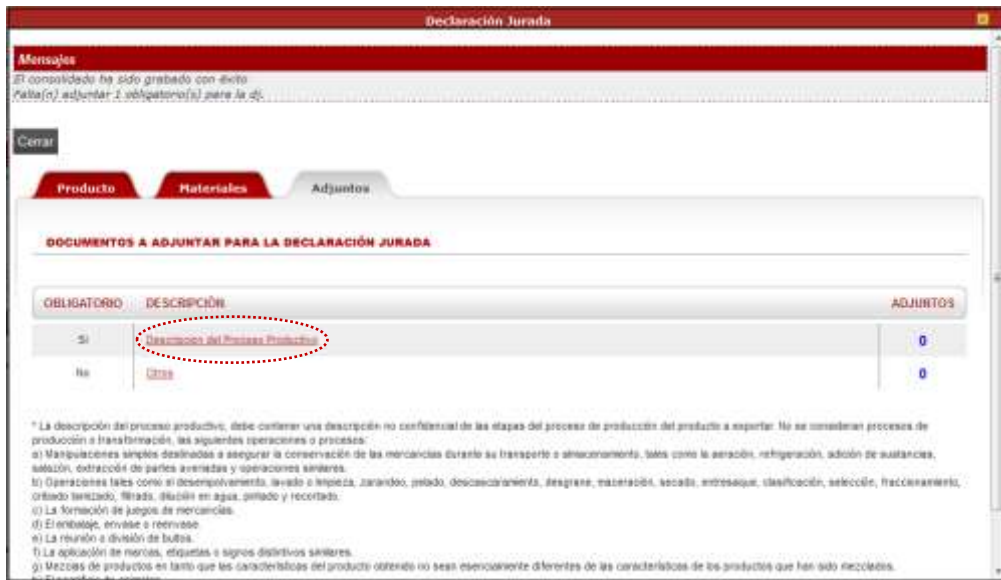 Declaración Jurada
Mensajes
El consolidado ha sido grabado con éxito
Falta(n) adjuntar 1 obligatorio(s) para la dj.
Cerrar
Producto Materiales Adjuntos
DOCUMENTOS A ADJUNTAR PARA LA DECLARACIÓN JURADA
OBLIGATORIO DESCRIPCIÓN ADJUNTOS
Si Descripción del Proceso Productivo 0
No Otros 0
* La descripción del proceso productivo, debe contener una descripción no confidencial de las etapas del proceso de producción del producto a exportar. No se consideran procesos de
producción o transformación, las siguientes operaciones o procesos:
a) Manipulaciones simples destinadas a asegurar la conservación de las mercancías durante su transporte o almacenamiento, tales como la aeración, refrigeración, adición de sustancias,
salazón, extracción de partes averiadas y operaciones similares.
b) Operaciones tales como el desempolvamiento, lavado o limpieza, zarandeo, pelado, descascaramiento, desgrane, maceración, secado, entresaque, clasificación, selección, fraccionamiento,
cribado tamizado, filtrado, dilución en agua, pintado y recortado.
c) La formación de juegos de mercancías.
d) El embalaje, envase o reenvase.
e) La reunión o división de bultos.
f) La aplicación de marcas, etiquetas o signos distintivos similares.
g) Mezclas de productos en tanto que las características del producto obtenido no sean esencialmente diferentes de las características de los productos que han sido mezclados.